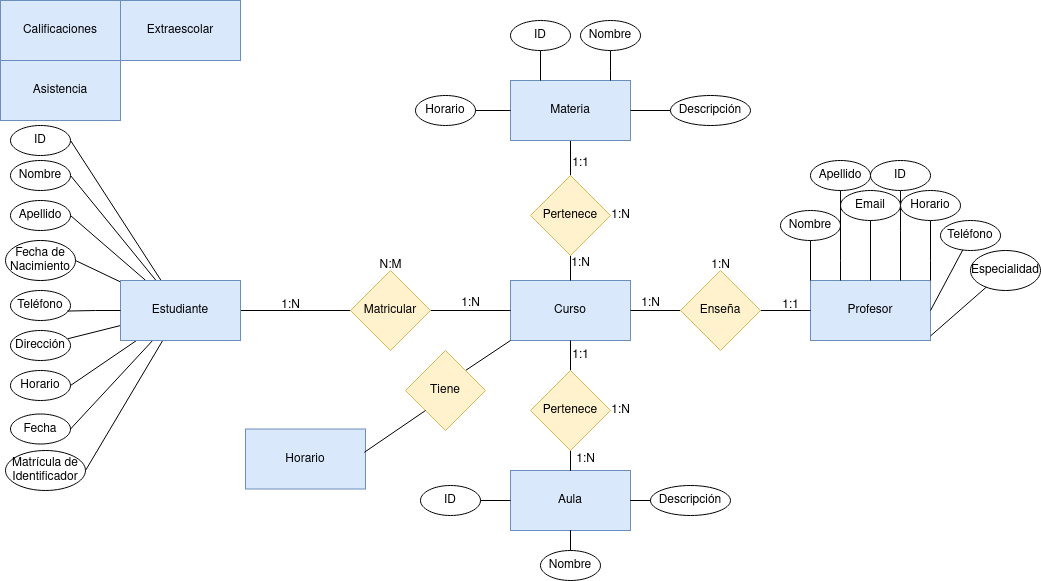 Calificaciones
Extraescolar
Asistencia
ID
Nombre
Apellido
Fecha de
Nacimiento
Teléfono
Dirección
Horario
Fecha
Matrícula de
Identificador
Estudiante
1:N
N:M
Matricular
1:N
ID
Nombre
Horario
Materia
Descripción
1:1
Pertenece
1:N
1:N
Curso
1:N
1:N
Enseña
1:1
Apellido
ID
Email
Horario
Nombre
Teléfono
Especialidad
Profesor
Tiene
Horario
1:1
Pertenece
1:N
1:N
ID
Aula
Descripción
Nombre